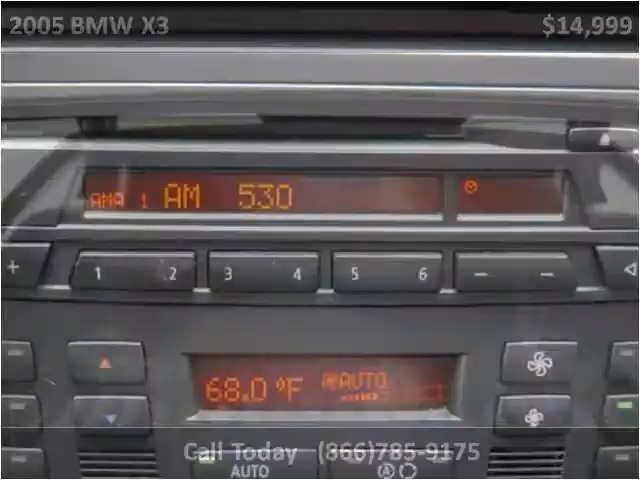 2005 BMW X3 $14,999
AMA 1 AM 530
+ 1 2 3 4 5 6 — —
68.0 °F AUTO
Call Today (866)785-9175
AUTO A